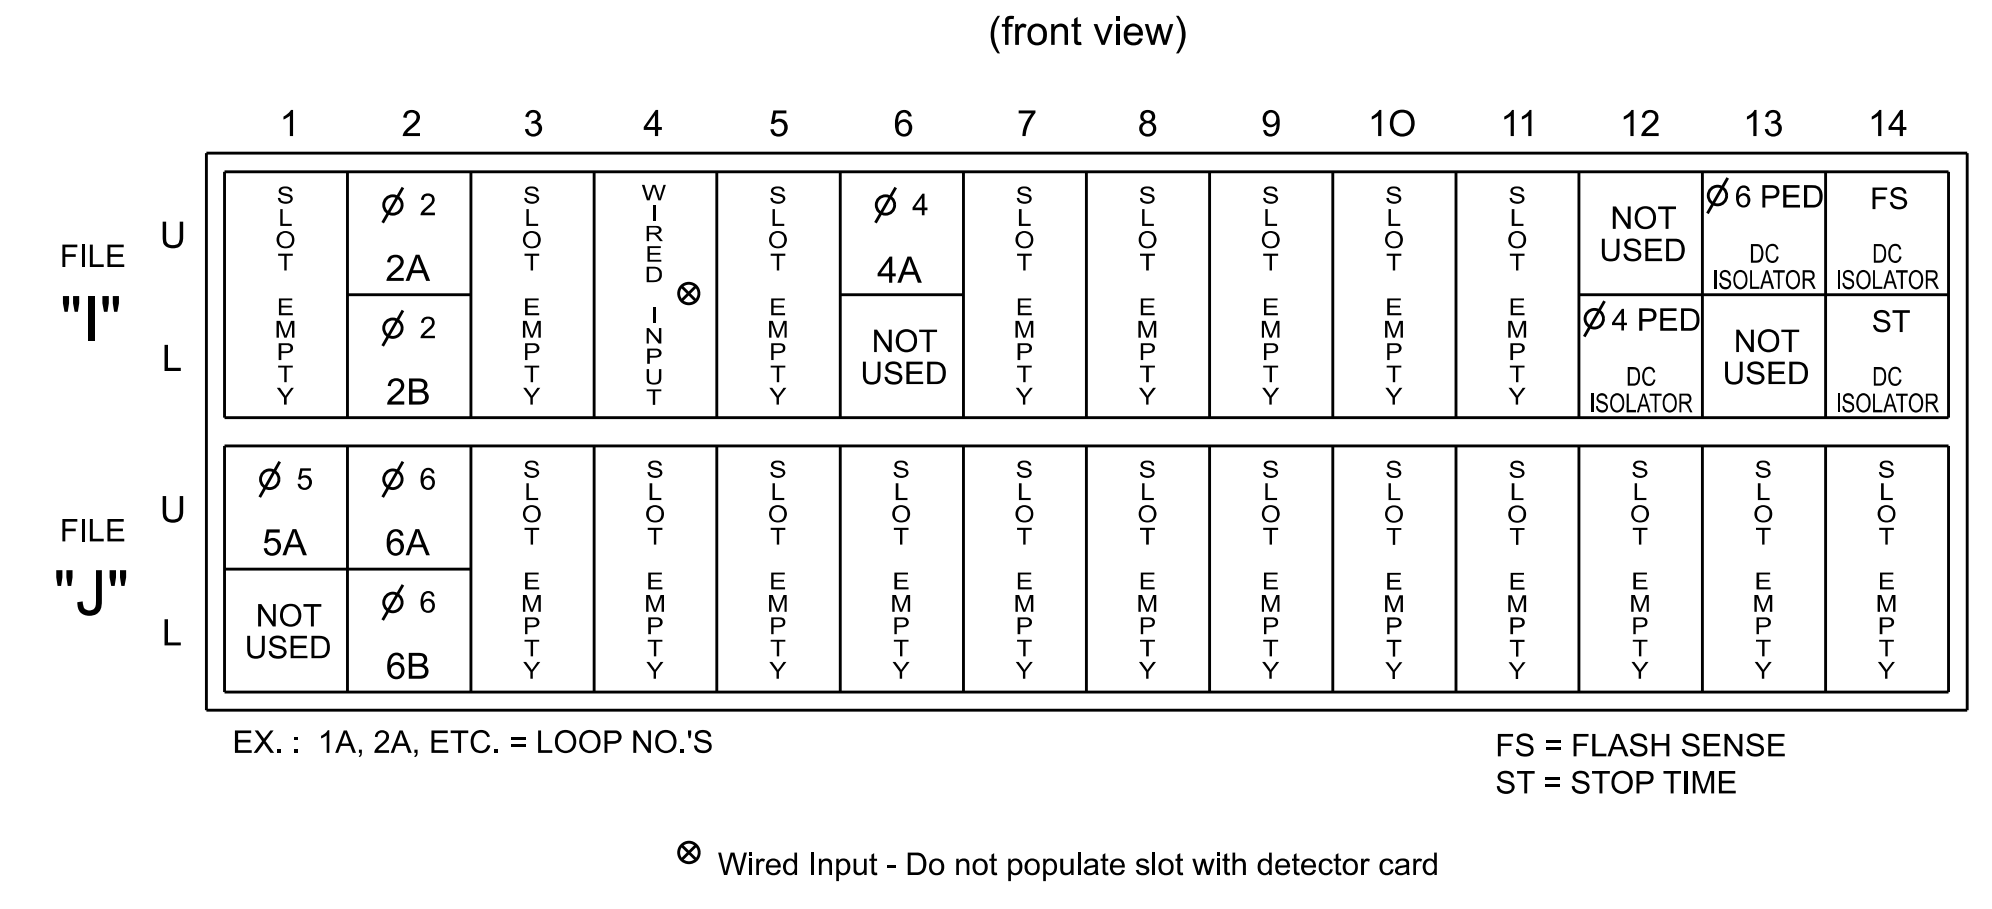 (front view)
1 2 3 4 5 6 7 8 9 1O 11 12 13 14
FILE "I"
U
L
SLOT EMPTY
Ø 2
2A
Ø 2
2B
SLOT EMPTY
WIRED INPUT ⊗
SLOT EMPTY
Ø 4
4A
NOT
USED
SLOT EMPTY
SLOT EMPTY
SLOT EMPTY
SLOT EMPTY
SLOT EMPTY
NOT
USED
Ø 4 PED
DC
ISOLATOR
Ø 6 PED
DC
ISOLATOR
NOT
USED
FS
DC
ISOLATOR
ST
DC
ISOLATOR
FILE "J"
U
L
Ø 5
5A
NOT
USED
Ø 6
6A
Ø 6
6B
SLOT EMPTY
SLOT EMPTY
SLOT EMPTY
SLOT EMPTY
SLOT EMPTY
SLOT EMPTY
SLOT EMPTY
SLOT EMPTY
SLOT EMPTY
SLOT EMPTY
SLOT EMPTY
SLOT EMPTY
EX. : 1A, 2A, ETC. = LOOP NO.'S
FS = FLASH SENSE
ST = STOP TIME
⊗ Wired Input - Do not populate slot with detector card